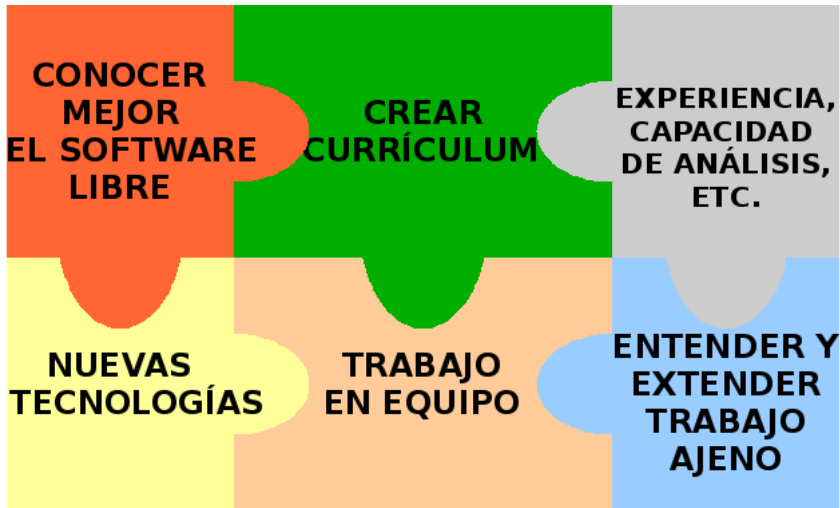 CONOCER
MEJOR
EL SOFTWARE
LIBRE
CREAR
CURRÍCULUM
EXPERIENCIA,
CAPACIDAD
DE ANÁLISIS,
ETC.
NUEVAS
TECNOLOGÍAS
TRABAJO
EN EQUIPO
ENTENDER Y
EXTENDER
TRABAJO
AJENO